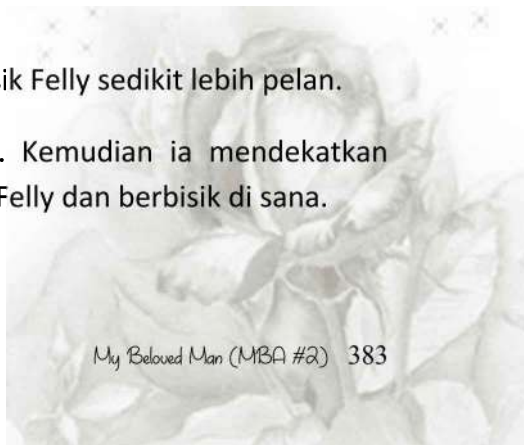 ik Felly sedikit lebih pelan.
. Kemudian ia mendekatkan
Felly dan berbisik di sana.
My Beloved Man (MBA #2) 383